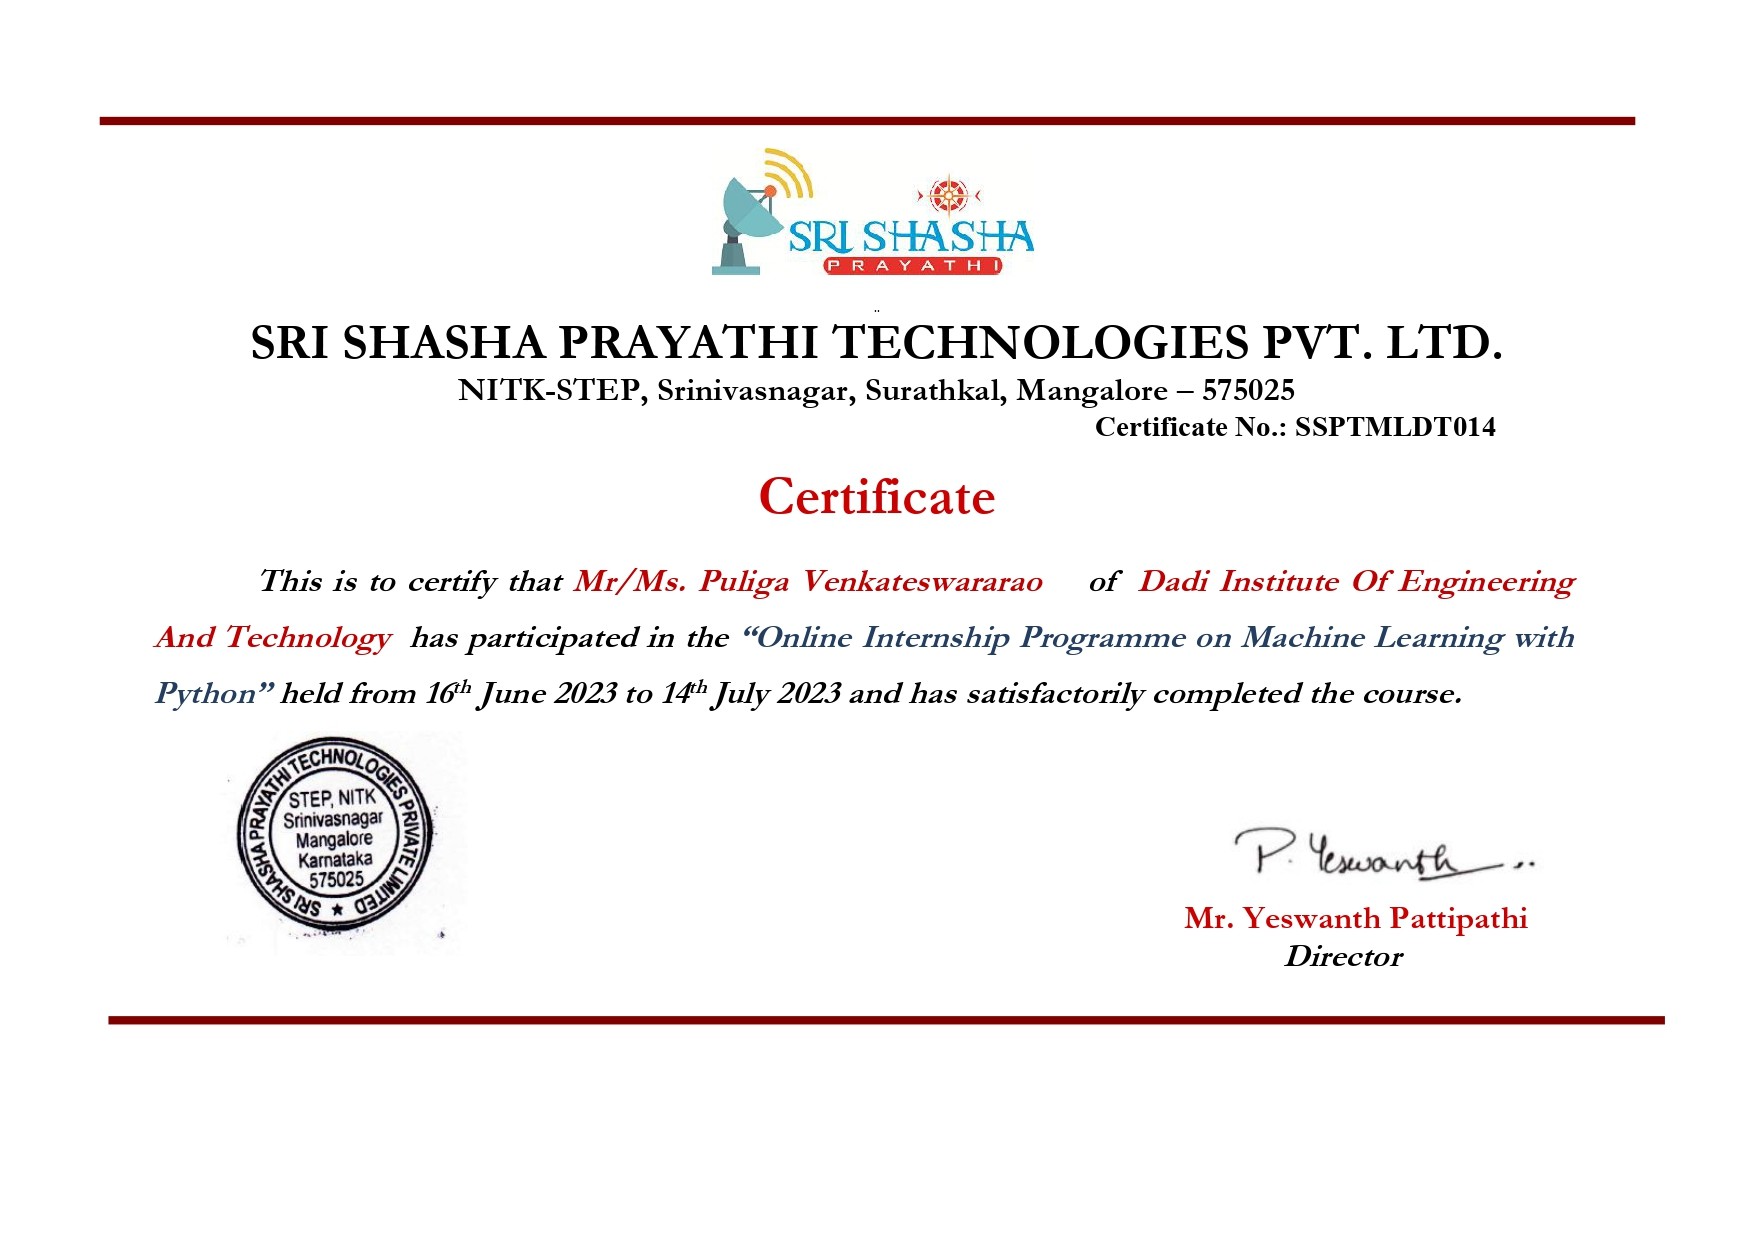 SRI SHASHA
PRAYATHI
SRI SHASHA PRAYATHI TECHNOLOGIES PVT. LTD.
NITK-STEP, Srinivasnagar, Surathkal, Mangalore – 575025
Certificate No.: SSPTMLDT014
Certificate
This is to certify that Mr/Ms. Puliga Venkateswararao of Dadi Institute Of Engineering
And Technology has participated in the “Online Internship Programme on Machine Learning with
Python” held from 16th June 2023 to 14th July 2023 and has satisfactorily completed the course.
SRI SHASHA PRAYATHI TECHNOLOGIES PRIVATE LIMITED ★
STEP, NITK
Srinivasnagar
Mangalore
Karnataka
575025
P. Yeswanth
Mr. Yeswanth Pattipathi
Director